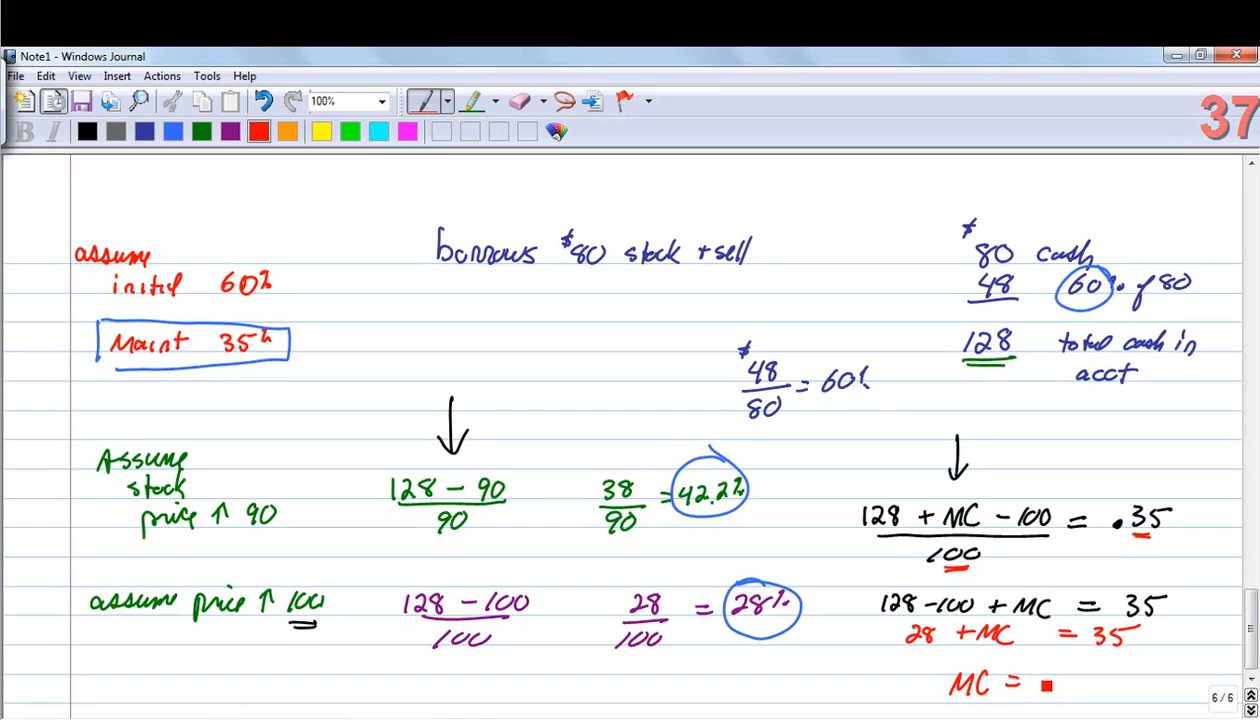 Note1 - Windows Journal
File Edit View Insert Actions Tools Help
100%
B I
37
assume
initial 60%
Maint 35%
borrows $80 stock + sell
$
80 cash
48 60% of 80
128 total cash in
acct
$48
80
= 60%
Assume
stock
price ↑ 90
128 - 90
90
38
90
= 42.2%
128 + MC - 100
100
= .35
assume price ↑ 100
128 - 100
100
28
100
= 28%
128 - 100 + MC = 35
28 + MC = 35
MC =
6/6